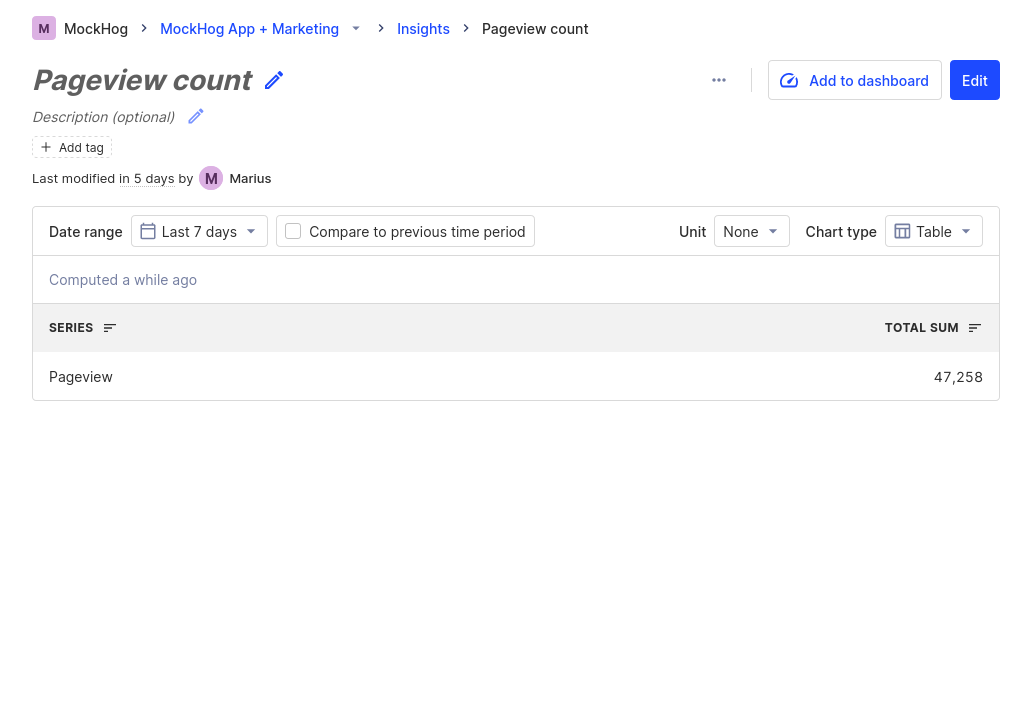 M MockHog MockHog App + Marketing Insights Pageview count
Pageview count
Add to dashboard Edit
Description (optional)
Add tag
Last modified in 5 days by M Marius
Date range Last 7 days Compare to previous time period Unit None Chart type Table
Computed a while ago
SERIES TOTAL SUM
Pageview 47,258